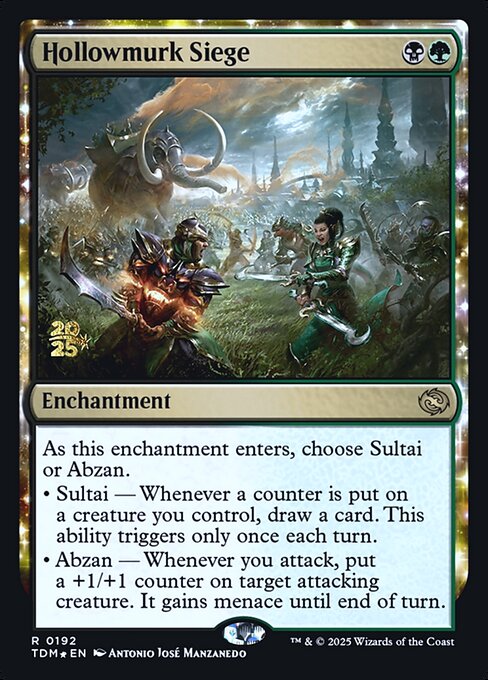 Hollowmurk Siege
20
25
Enchantment
As this enchantment enters, choose Sultai
or Abzan.
• Sultai — Whenever a counter is put on
a creature you control, draw a card. This
ability triggers only once each turn.
• Abzan — Whenever you attack, put
a +1/+1 counter on target attacking
creature. It gains menace until end of turn.
R 0192
TDM★EN Antonio José Manzanedo
™ & © 2025 Wizards of the Coast